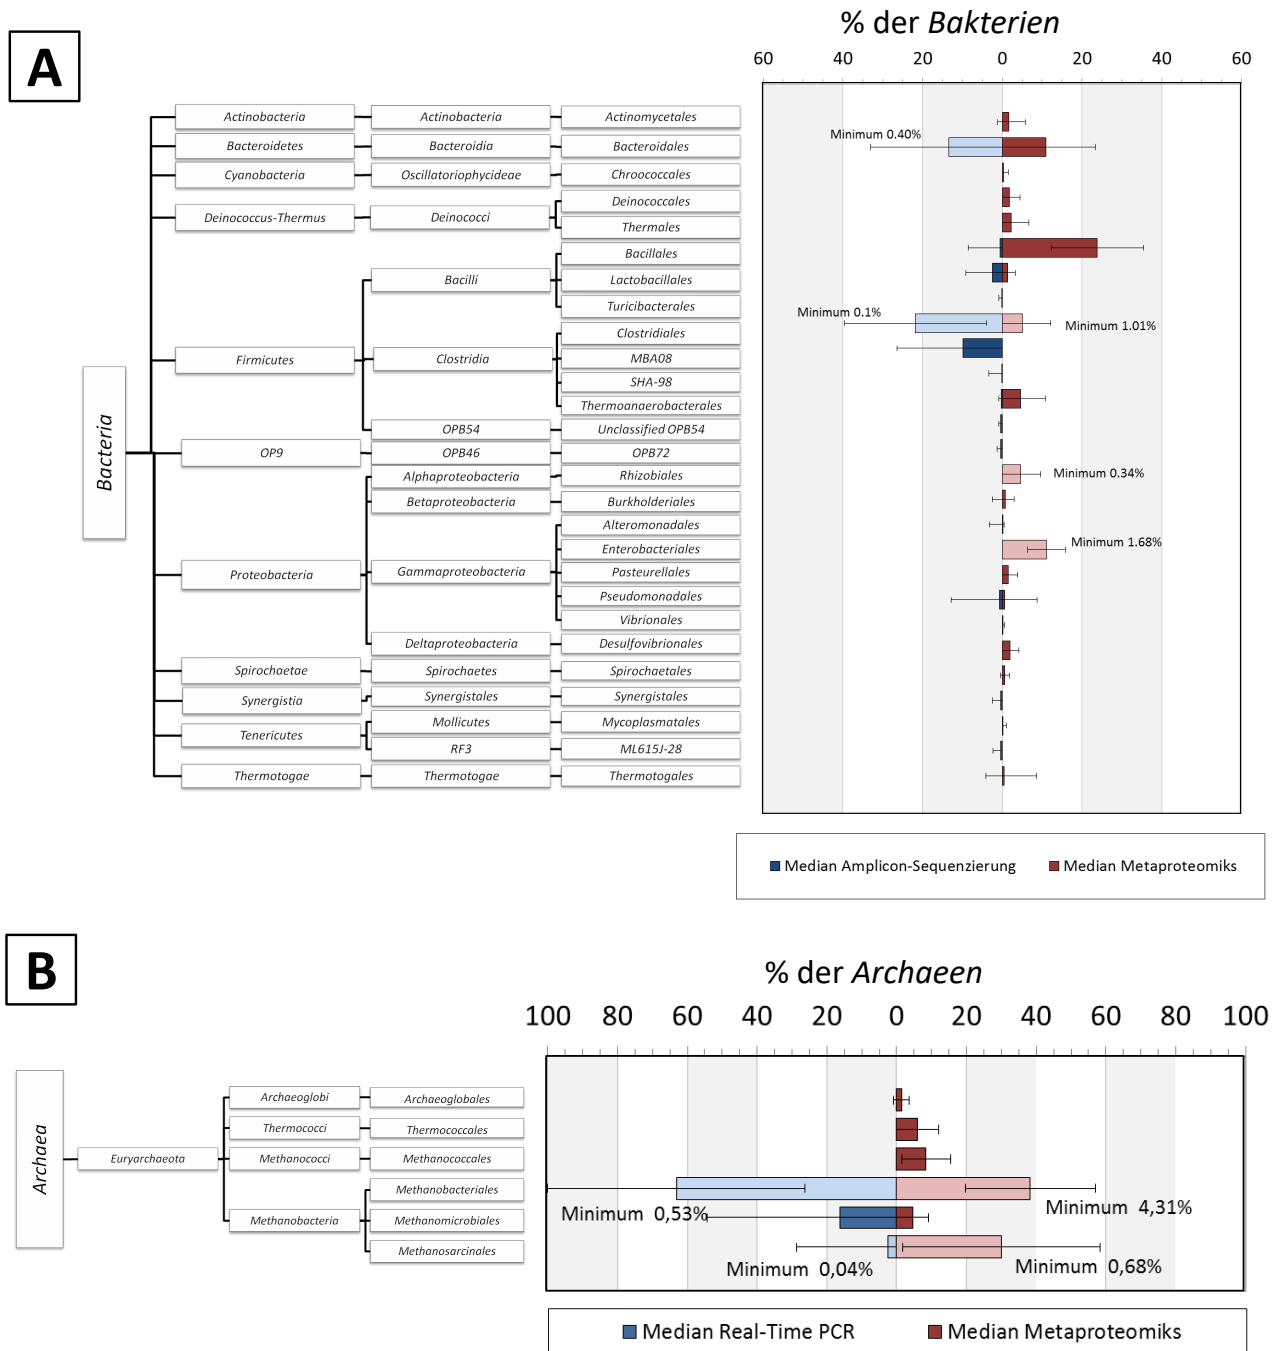 A
% der Bakterien
60 40 20 0 20 40 60
Actinobacteria Actinobacteria Actinomycetales
Minimum 0.40%
Bacteroidetes Bacteroidia Bacteroidales
Cyanobacteria Oscillatoriophycideae Chroococcales
Deinococcales
Deinococcus-Thermus Deinococci
Thermales
Bacillales
Bacilli Lactobacillales
Turicibacterales
Minimum 0.1%
Minimum 1.01%
Clostridiales
Firmicutes Clostridia MBA08
SHA-98
Thermoanaerobacterales
OPB54 Unclassified OPB54
OP9 OPB46 OPB72
Alphaproteobacteria Rhizobiales
Minimum 0.34%
Betaproteobacteria Burkholderiales
Alteromonadales
Enterobacteriales
Minimum 1.68%
Proteobacteria Gammaproteobacteria Pasteurellales
Pseudomonadales
Vibrionales
Deltaproteobacteria Desulfovibrionales
Bacteria
Spirochaetae Spirochaetes Spirochaetales
Synergistia Synergistales Synergistales
Tenericutes Mollicutes Mycoplasmatales
RF3 ML615J-28
Thermotogae Thermotogae Thermotogales
Median Amplicon-Sequenzierung Median Metaproteomiks
B
% der Archaeen
100 80 60 40 20 0 20 40 60 80 100
Archaeoglobi Archaeoglobales
Thermococci Thermococcales
Archaea Euryarchaeota Methanococci Methanococcales
Methanobacteriales
Minimum 0,53% Minimum 4,31%
Methanobacteria Methanomicrobiales
Methanosarcinales
Minimum 0,04% Minimum 0,68%
Median Real-Time PCR Median Metaproteomiks